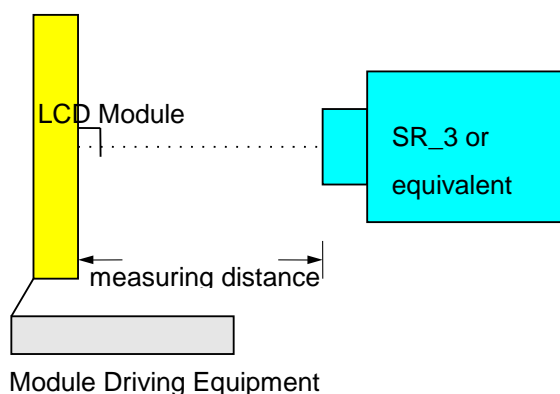 LCD Module
SR_3 or
equivalent
measuring distance
Module Driving Equipment